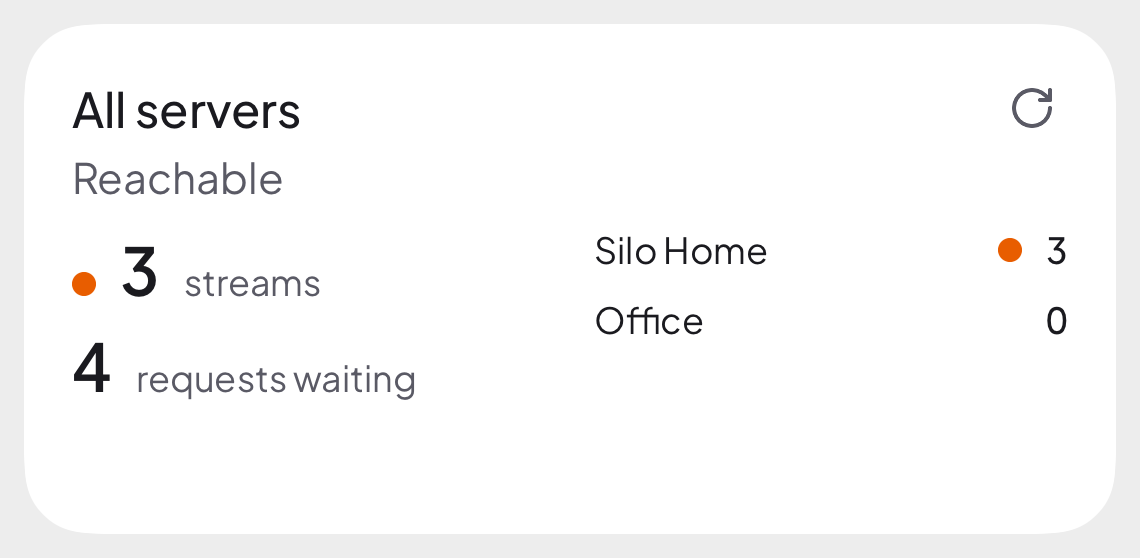 All servers
Reachable
3 streams
4 requests waiting
Silo Home 3
Office 0